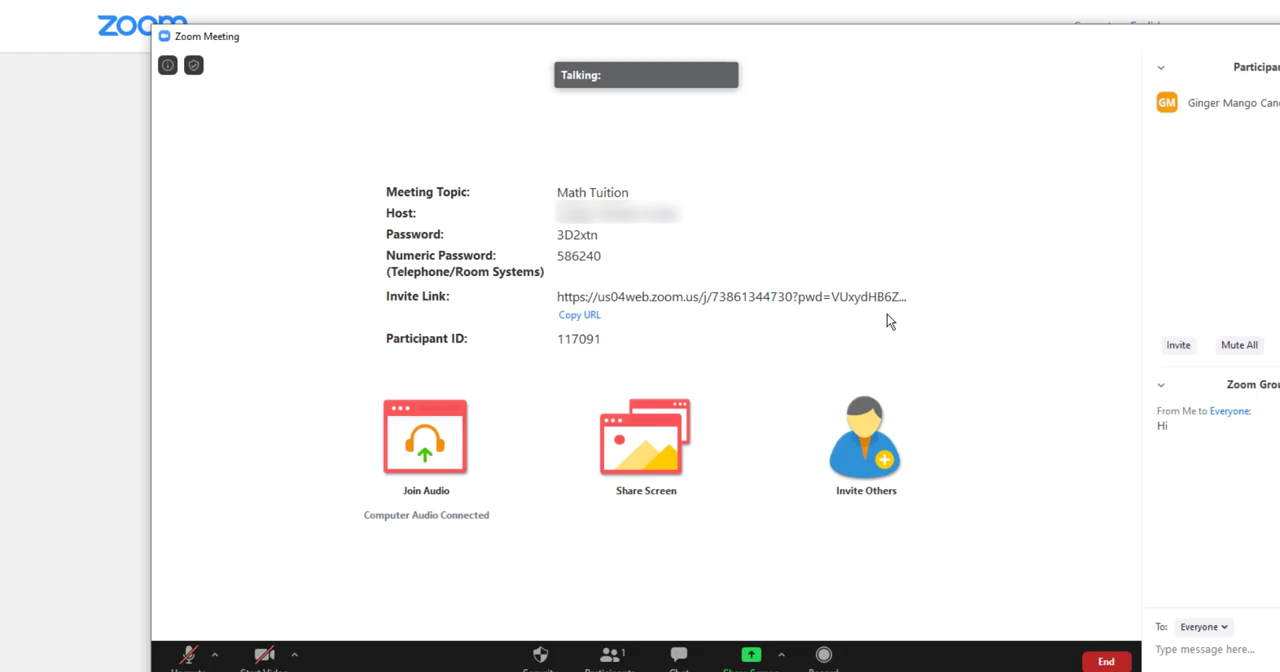 Zoom Meeting
Talking:
Participan
GM
Ginger Mango Can
Meeting Topic:
Math Tuition
Host:
Password:
3D2xtn
Numeric Password:
(Telephone/Room Systems)
586240
Invite Link:
https://us04web.zoom.us/j/73861344730?pwd=VUxydHB6Z...
Copy URL
Participant ID:
117091
Invite
Mute All
Zoom Grou
From Me to Everyone:
Hi
Join Audio
Share Screen
Invite Others
Computer Audio Connected
To: Everyone
Type message here...
1
End